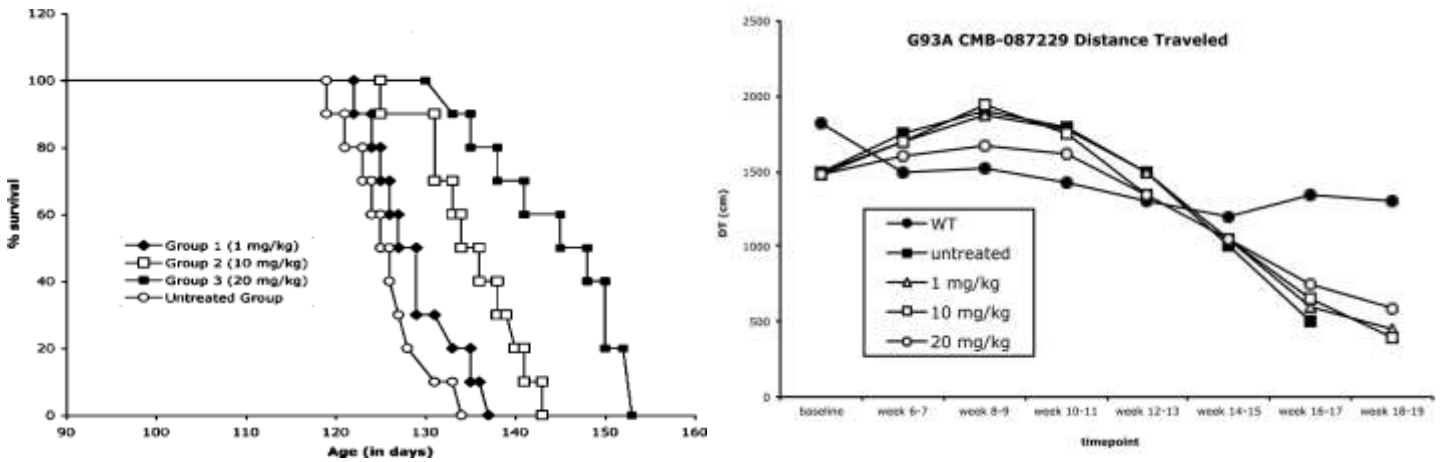 120
100
80
60
40
20
0
% survival
Group 1 (1 mg/kg)
Group 2 (10 mg/kg)
Group 3 (20 mg/kg)
Untreated Group
90 100 120 130 140 150 160
Age (in days)
G93A CMB-087229 Distance Traveled
2500
2000
1500
1000
500
0
DT (cm)
WT
untreated
1 mg/kg
10 mg/kg
20 mg/kg
baseline week 6-7 week 8-9 week 10-11 week 12-13 week 14-15 week 16-17 week 18-19
timepoint